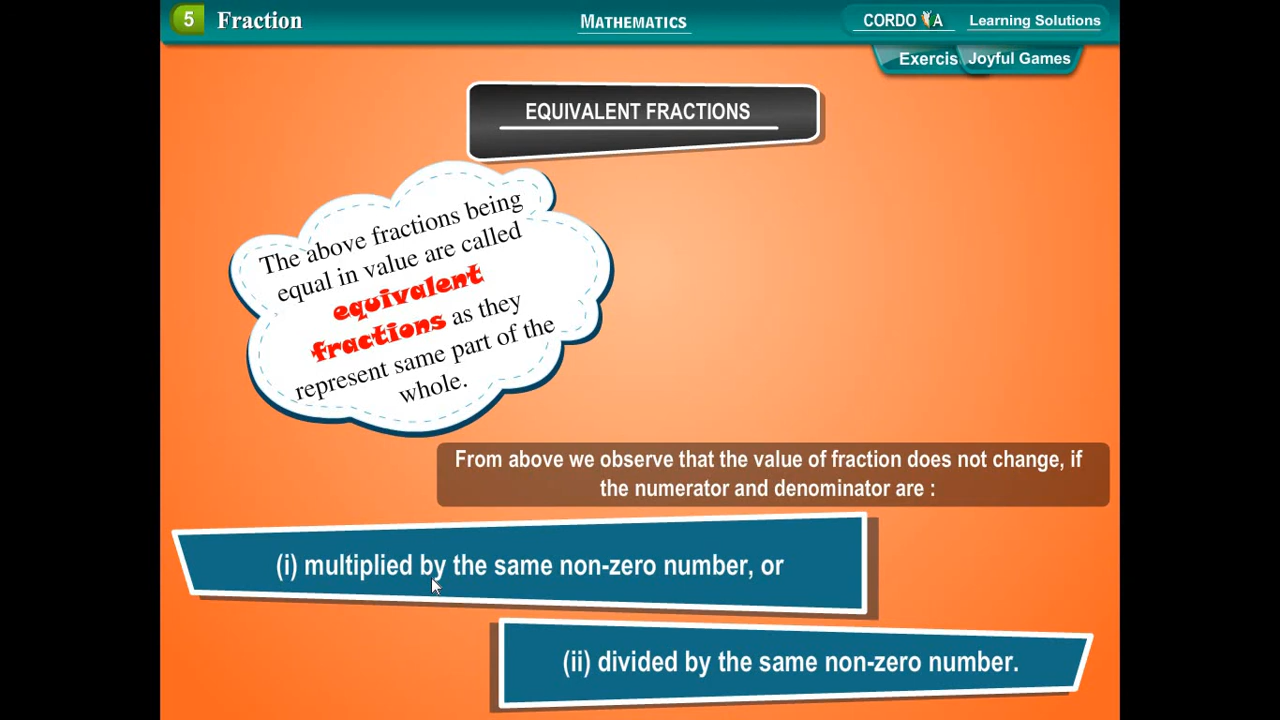 5 Fraction
MATHEMATICS
CORDOVA Learning Solutions
Exercis Joyful Games
EQUIVALENT FRACTIONS
The above fractions being
equal in value are called
equivalent
fractions as they
represent same part of the
whole.
From above we observe that the value of fraction does not change, if
the numerator and denominator are :
(i) multiplied by the same non-zero number, or
(ii) divided by the same non-zero number.